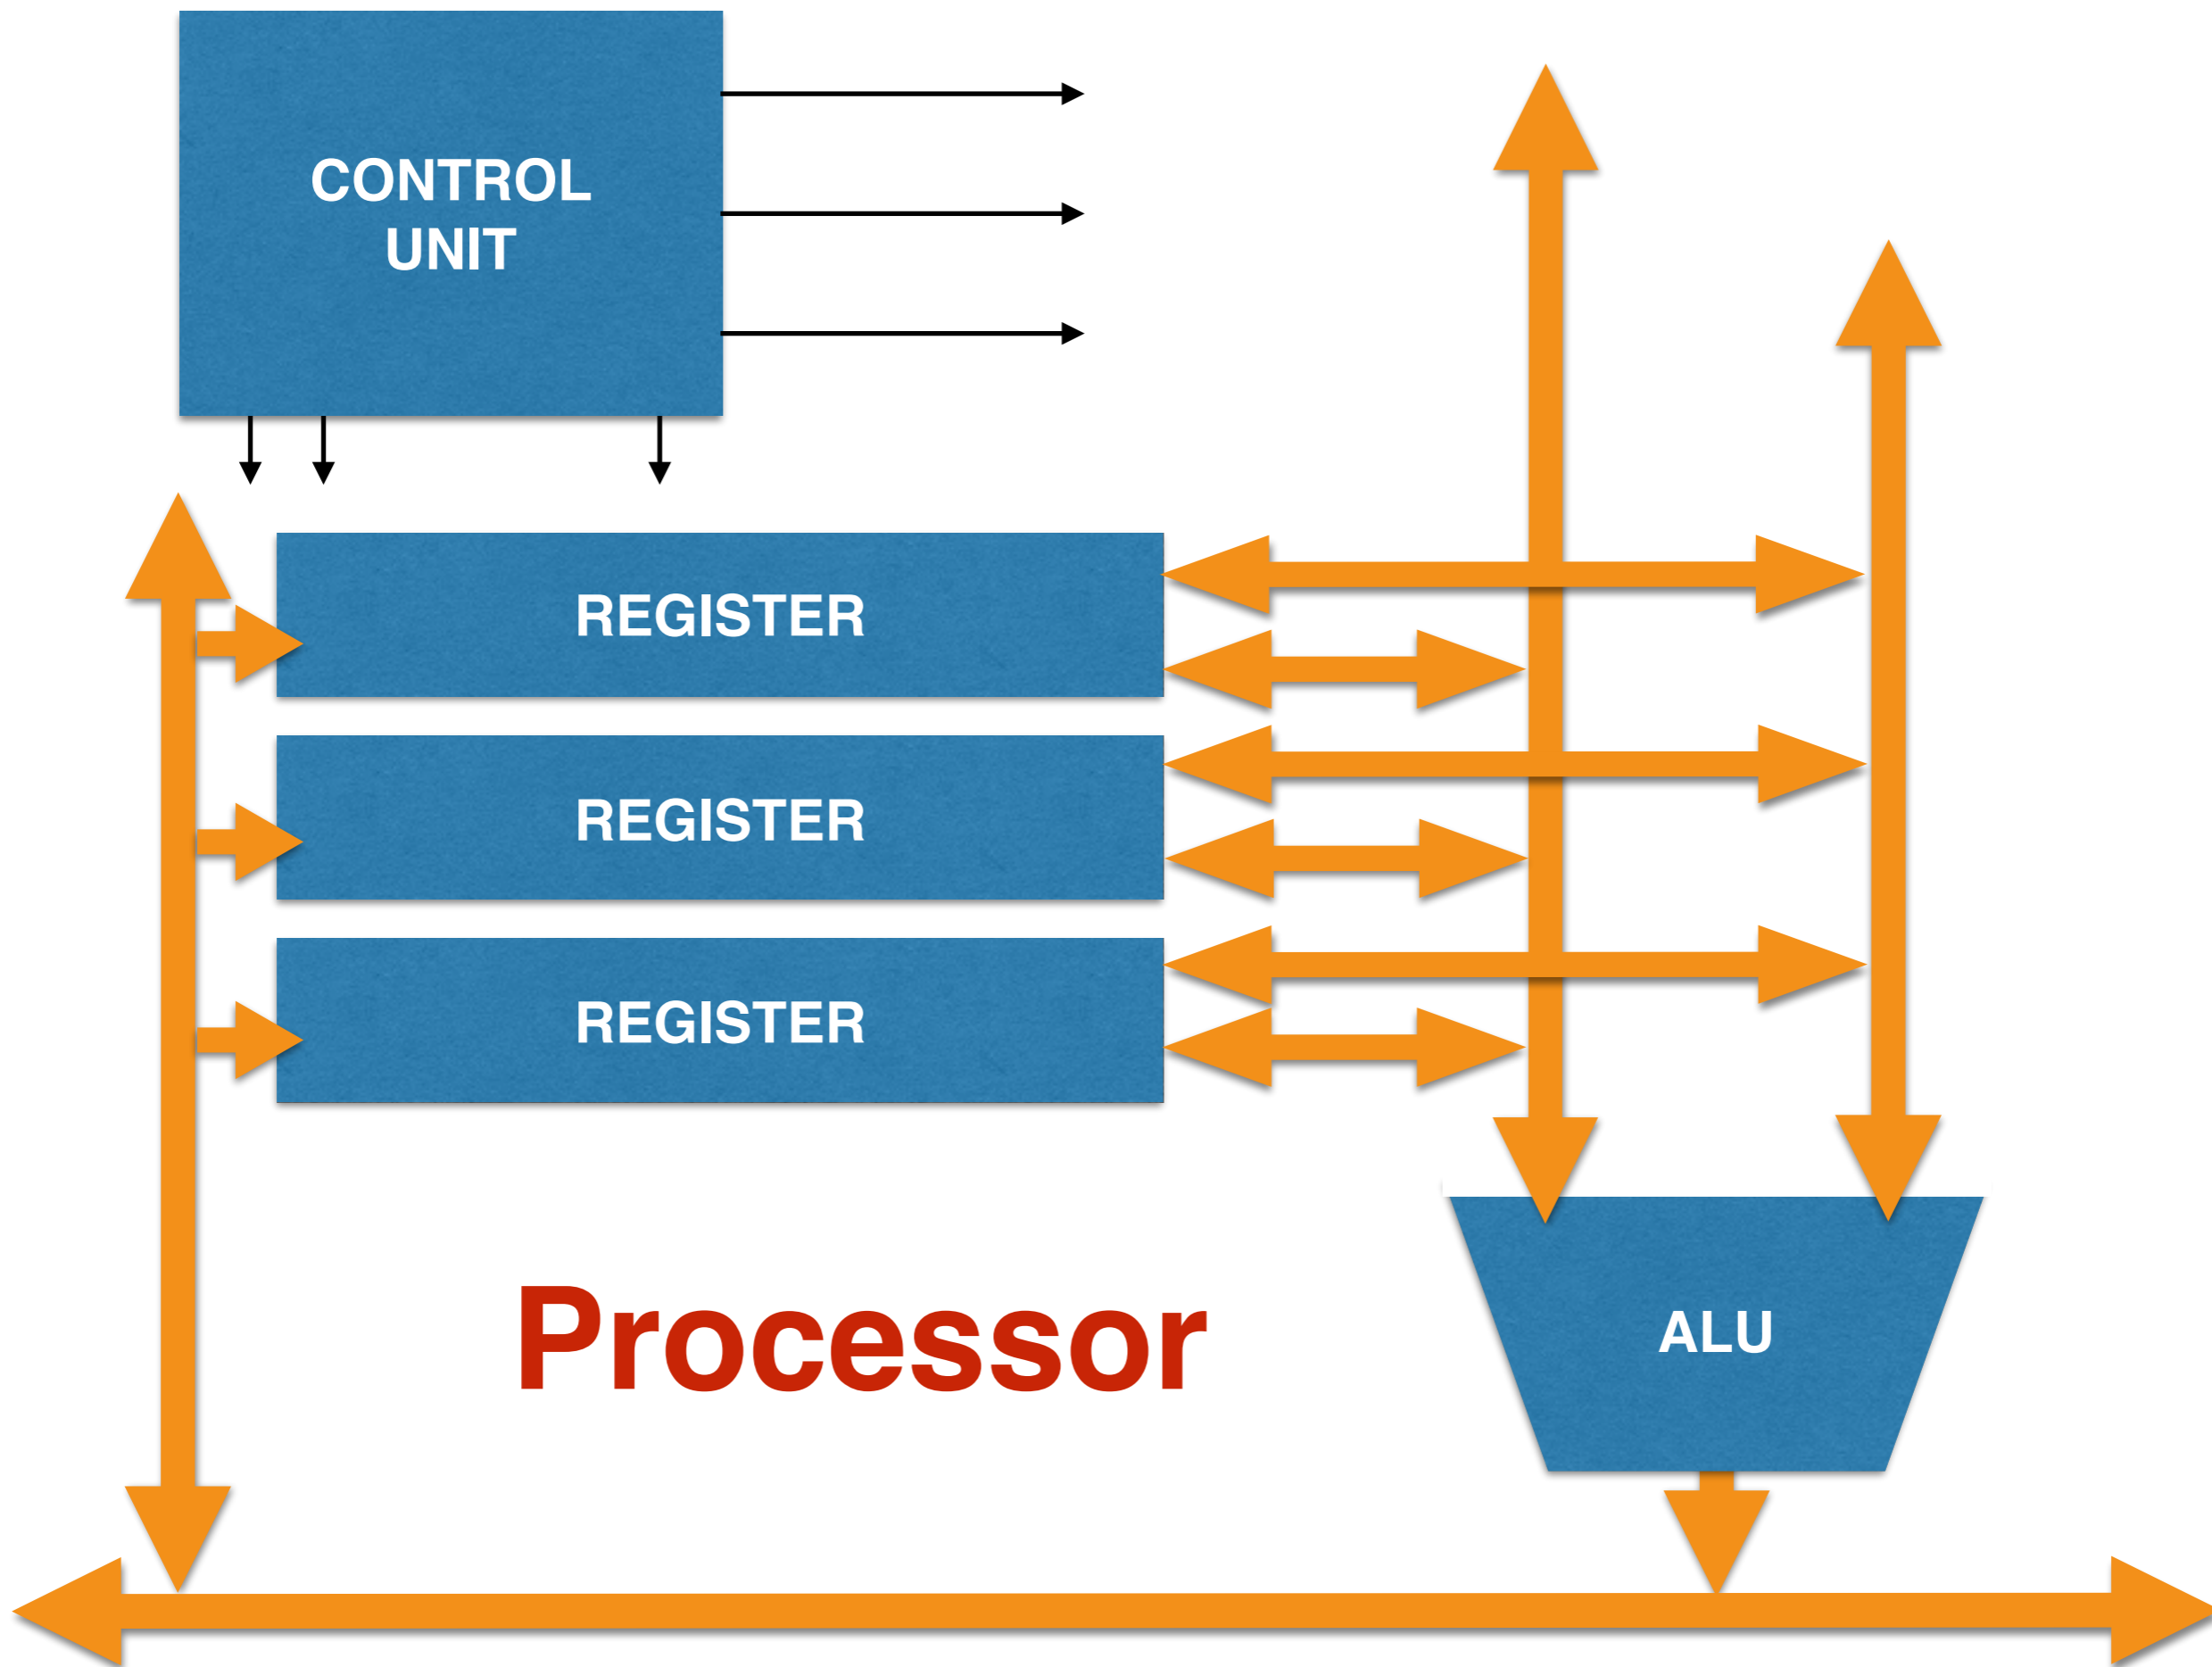 CONTROL
UNIT
REGISTER
REGISTER
REGISTER
Processor
ALU